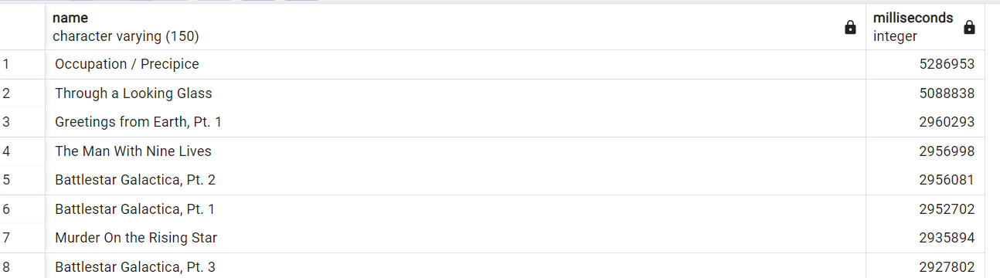 name milliseconds
character varying (150) integer
1 Occupation / Precipice 5286953
2 Through a Looking Glass 5088838
3 Greetings from Earth, Pt. 1 2960293
4 The Man With Nine Lives 2956998
5 Battlestar Galactica, Pt. 2 2956081
6 Battlestar Galactica, Pt. 1 2952702
7 Murder On the Rising Star 2935894
8 Battlestar Galactica, Pt. 3 2927802